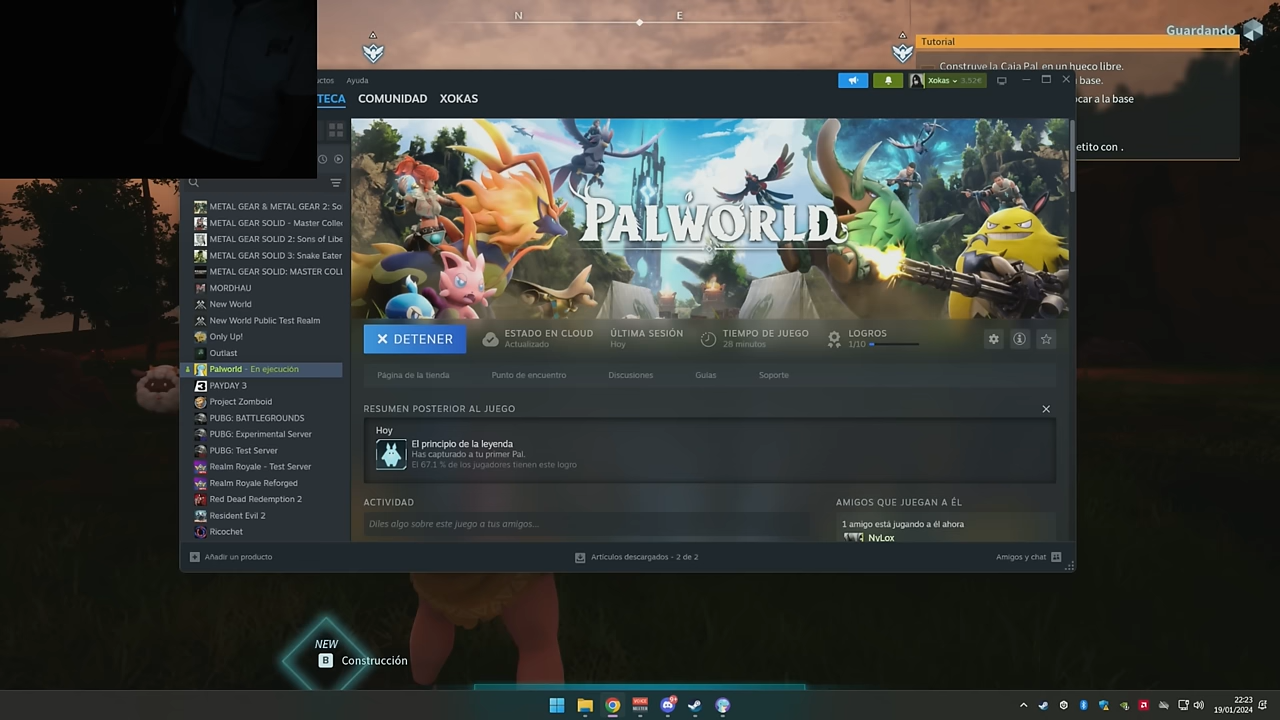 N
E
Guardando
Tutorial
Construye la Caja Pal en un hueco libre.
base.
car a la base
etito con .
ctos
Ayuda
Xokas
3.52€
TECA
COMUNIDAD
XOKAS
METAL GEAR & METAL GEAR 2: So
METAL GEAR SOLID - Master Colle
METAL GEAR SOLID 2: Sons of Libe
METAL GEAR SOLID 3: Snake Eater
METAL GEAR SOLID: MASTER COLL
MORDHAU
New World
New World Public Test Realm
Only Up!
Outlast
Palworld - En ejecución
PAYDAY 3
Project Zomboid
PUBG: BATTLEGROUNDS
PUBG: Experimental Server
PUBG: Test Server
Realm Royale - Test Server
Realm Royale Reforged
Red Dead Redemption 2
Resident Evil 2
Ricochet
Añadir un producto
PALWORLD
DETENER
ESTADO EN CLOUD
Actualizado
ÚLTIMA SESIÓN
Hoy
TIEMPO DE JUEGO
28 minutos
LOGROS
1/10
Página de la tienda
Punto de encuentro
Discusiones
Guías
Soporte
RESUMEN POSTERIOR AL JUEGO
Hoy
El principio de la leyenda
Has capturado a tu primer Pal.
El 67.1 % de los jugadores tienen este logro
ACTIVIDAD
Diles algo sobre este juego a tus amigos...
AMIGOS QUE JUEGAN A ÉL
1 amigo está jugando a él ahora
NyLox
Artículos descargados - 2 de 2
Amigos y chat
NEW
B
Construcción
22:23
19/01/2024